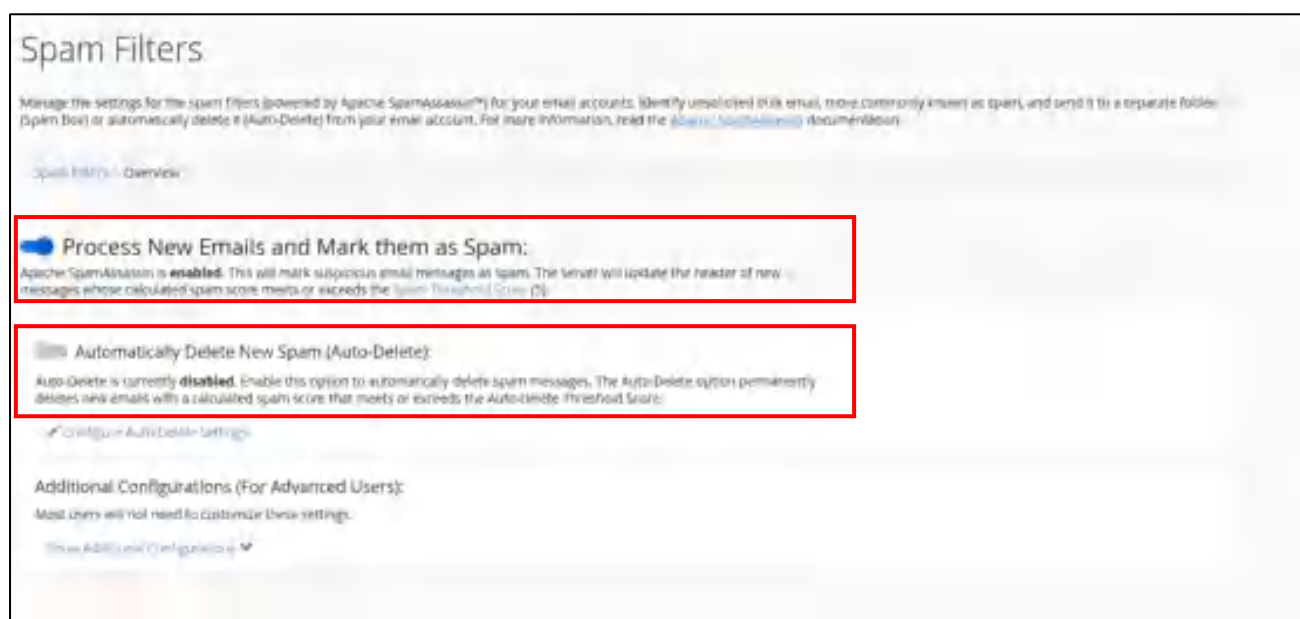 Spam Filters
Manage the settings for the spam filters (powered by Apache SpamAssassin™) for your email accounts. Identify unsolicited bulk email, more commonly known as spam, and send it to a separate folder
(Spam Box) or automatically delete it (Auto-Delete) from your email account. For more information, read the documentation.
Spam Filters Overview
Process New Emails and Mark them as Spam:
Apache SpamAssassin is enabled. This will mark suspicious email messages as spam. The server will update the header of new
messages whose calculated spam score meets or exceeds the Spam Threshold Score (5).
Automatically Delete New Spam (Auto-Delete):
Auto-Delete is currently disabled. Enable this option to automatically delete spam messages. The Auto-Delete option permanently
deletes new emails with a calculated spam score that meets or exceeds the Auto-Delete Threshold Score.
Configure Auto-Delete Settings
Additional Configurations (For Advanced Users):
Most users will not need to customize these settings.
Show Additional Configurations